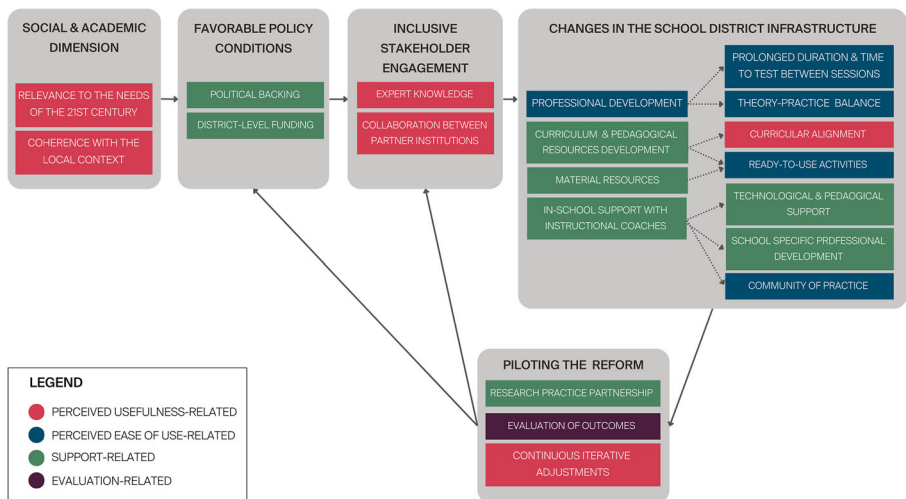 SOCIAL & ACADEMIC
DIMENSION
RELEVANCE TO THE NEEDS
OF THE 21ST CENTURY
COHERENCE WITH THE
LOCAL CONTEXT
FAVORABLE POLICY
CONDITIONS
POLITICAL BACKING
DISTRICT-LEVEL FUNDING
INCLUSIVE
STAKEHOLDER
ENGAGEMENT
EXPERT KNOWLEDGE
COLLABORATION BETWEEN
PARTNER INSTITUTIONS
CHANGES IN THE SCHOOL DISTRICT INFRASTRUCTURE
PROFESSIONAL DEVELOPMENT
CURRICULUM & PEDAGOGICAL
RESOURCES DEVELOPMENT
MATERIAL RESOURCES
IN-SCHOOL SUPPORT WITH
INSTRUCTIONAL COACHES
PROLONGED DURATION & TIME
TO TEST BETWEEN SESSIONS
THEORY-PRACTICE BALANCE
CURRICULAR ALIGNMENT
READY-TO-USE ACTIVITIES
TECHNOLOGICAL & PEDAOGICAL
SUPPORT
SCHOOL SPECIFIC PRDFESSIONAL
DEVELOPMENT
COMMUNITY OF PRACTICE
PILOTING THE REFORM
RESEARCH PRACTICE PARTNERSHIP
EVALUATION OF OUTCOMES
CONTINUOUS ITERATIVE
ADJUSTMENTS
LEGEND
PERCEIVED USEFULNESS-RELATED
PERCEIVED EASE OF USE-RELATED
SUPPORT-RELATED
EVALUATION-RELATED